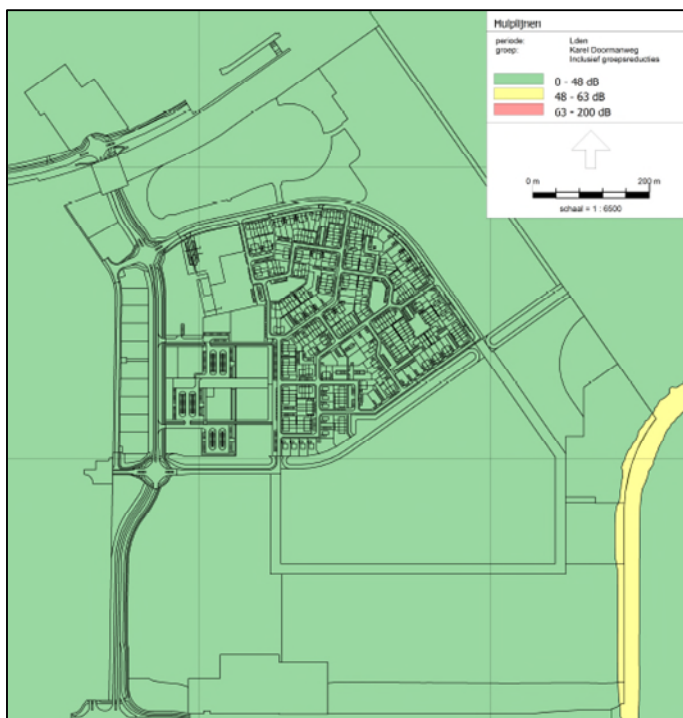 Hulplijnen
periode: Lden
groep: Karel Doormanweg
Inclusief groepsreducties
0 - 48 dB
48 - 63 dB
63 - 200 dB
0 m 200 m
schaal = 1 : 6500